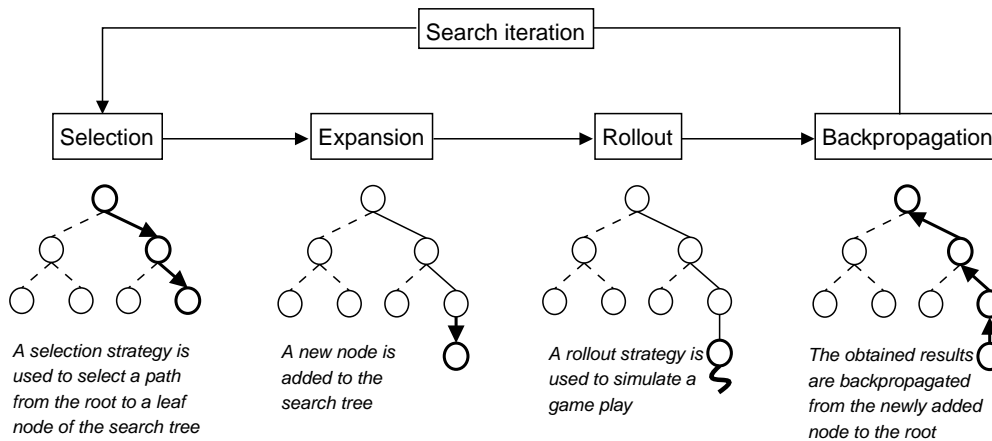 Search iteration
Selection
Expansion
Rollout
Backpropagation
A selection strategy is
used to select a path
from the root to a leaf
node of the search tree
A new node is
added to the
search tree
A rollout strategy is
used to simulate a
game play
The obtained results
are backpropagated
from the newly added
node to the root